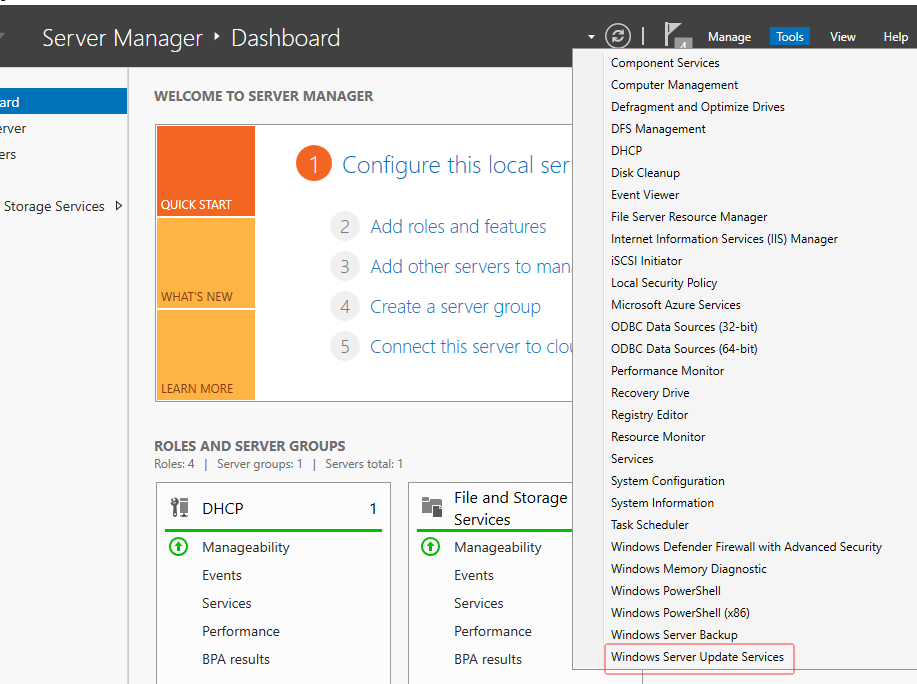 Server Manager ‣ Dashboard
4
Manage
Tools
View
Help
ard
erver
ers
Storage Services
WELCOME TO SERVER MANAGER
QUICK START
WHAT'S NEW
LEARN MORE
1 Configure this local ser
2 Add roles and features
3 Add other servers to man
4 Create a server group
5 Connect this server to clou
ROLES AND SERVER GROUPS
Roles: 4 | Server groups: 1 | Servers total: 1
DHCP 1
Manageability
Events
Services
Performance
BPA results
File and Storage
Services
Manageability
Events
Services
Performance
BPA results
Component Services
Computer Management
Defragment and Optimize Drives
DFS Management
DHCP
Disk Cleanup
Event Viewer
File Server Resource Manager
Internet Information Services (IIS) Manager
iSCSI Initiator
Local Security Policy
Microsoft Azure Services
ODBC Data Sources (32-bit)
ODBC Data Sources (64-bit)
Performance Monitor
Recovery Drive
Registry Editor
Resource Monitor
Services
System Configuration
System Information
Task Scheduler
Windows Defender Firewall with Advanced Security
Windows Memory Diagnostic
Windows PowerShell
Windows PowerShell (x86)
Windows Server Backup
Windows Server Update Services